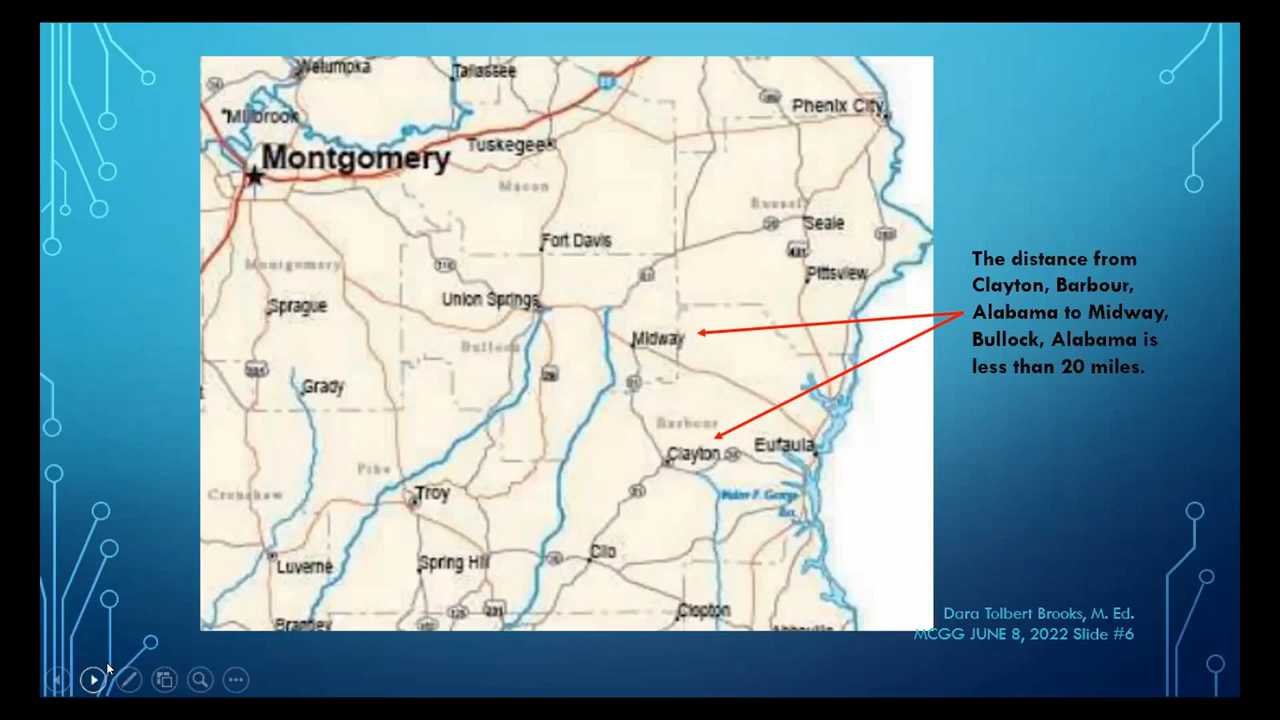 Wetumpka
Tallassee
Millbrook
Phenix City
Tuskegee
Montgomery
Macon
Russell
Seale
Fort Davis
Montgomery
Pittsview
Union Springs
Sprague
Midway
Bullock
Grady
Barbour
Clayton
Eufaula
Pike
Crenshaw
Troy
Walter F. George
Res.
Clio
Spring Hill
Luverne
Clopton
Brantley
The distance from
Clayton, Barbour,
Alabama to Midway,
Bullock, Alabama is
less than 20 miles.
Dara Tolbert Brooks, M. Ed.
MCGG JUNE 8, 2022 Slide #6